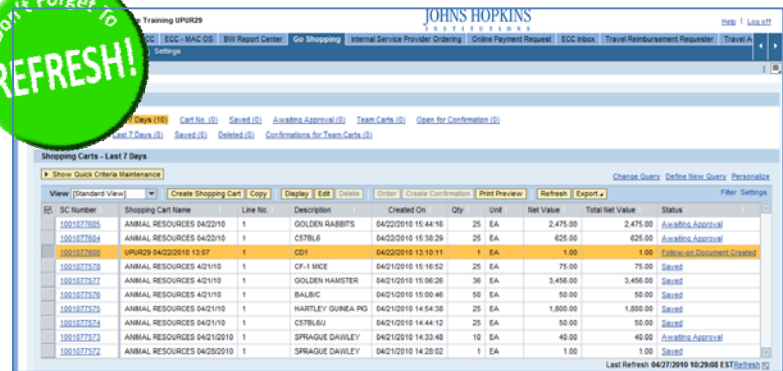 Don't Forget To
REFRESH!
Training UPUR29
JOHNS HOPKINS
INSTITUTIONS
Help | Log off
ECC - MAC OS BW Report Center Go Shopping Internal Service Provider Ordering Online Payment Request ECC Inbox Travel Reimbursement Requester Travel A
Settings
7 Days (10) Cart No. (0) Saved (0) Awaiting Approval (0) Team Carts (0) Open for Confirmation (0)
Last 7 Days (0) Saved (0) Deleted (0) Confirmations for Team Carts (0)
Shopping Carts - Last 7 Days
Show Quick Criteria Maintenance Change Query Define New Query Personalize
View [Standard View] Create Shopping Cart Copy Display Edit Delete Order Create Confirmation Print Preview Refresh Export Filter Settings
SC Number Shopping Cart Name Line No. Description Created On Qty Unit Net Value Total Net Value Status
1001077605 ANIMAL RESOURCES 04/22/10 1 GOLDEN RABBITS 04/22/2010 15:44:16 25 EA 2,475.00 2,475.00 Awaiting Approval
1001077604 ANIMAL RESOURCES 04/22/10 1 C57BL6 04/22/2010 15:38:29 25 EA 625.00 625.00 Awaiting Approval
1001077600 UPUR29 04/22/2010 13:07 1 CD1 04/22/2010 13:10:11 1 EA 1.00 1.00 Follow-on Document Created
1001077578 ANIMAL RESOURCES 4/21/10 1 CF-1 MICE 04/21/2010 15:16:52 25 EA 75.00 75.00 Saved
1001077577 ANIMAL RESOURCES 4/21/10 1 GOLDEN HAMSTER 04/21/2010 15:06:26 36 EA 3,456.00 3,456.00 Saved
1001077576 ANIMAL RESOURCES 4/21/10 1 BALB/C 04/21/2010 15:00:46 50 EA 50.00 50.00 Saved
1001077575 ANIMAL RESOURCES 04/21/10 1 HARTLEY GUINEA PIG 04/21/2010 14:54:38 25 EA 1,800.00 1,800.00 Saved
1001077574 ANIMAL RESOURCES 04/21/10 1 C57BL6/J 04/21/2010 14:44:12 25 EA 50.00 50.00 Saved
1001077573 ANIMAL RESOURCES 04/21/2010 1 SPRAGUE DAWLEY 04/21/2010 14:33:48 10 EA 40.00 40.00 Awaiting Approval
1001077572 ANIMAL RESOURCES 04/28/2010 1 SPRAGUE DAWLEY 04/21/2010 14:28:02 1 EA 1.00 1.00 Saved
Last Refresh 04/27/2010 10:29:08 EST Refresh